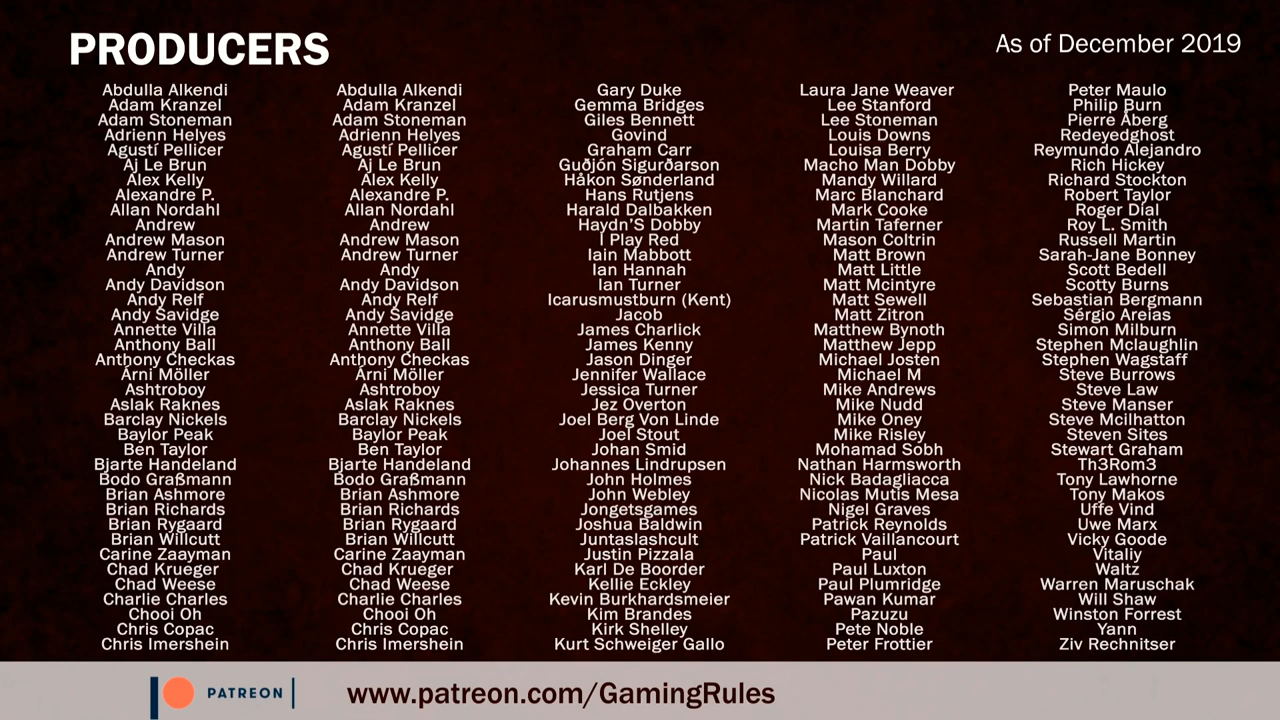 PRODUCERS
As of December 2019
Abdulla Alkendi
Adam Kranzel
Adam Stoneman
Adrienn Helyes
Agustí Pellicer
Aj Le Brun
Alex Kelly
Alexandre P.
Allan Nordahl
Andrew
Andrew Mason
Andrew Turner
Andy
Andy Davidson
Andy Relf
Andy Savidge
Annette Villa
Anthony Ball
Anthony Checkas
Árni Möller
Ashtroboy
Aslak Raknes
Barclay Nickels
Baylor Peak
Ben Taylor
Bjarte Handeland
Bodo Graßmann
Brian Ashmore
Brian Richards
Brian Rygaard
Brian Willcutt
Carine Zaayman
Chad Krueger
Chad Weese
Charlie Charles
Chooi Oh
Chris Copac
Chris Imershein
Abdulla Alkendi
Adam Kranzel
Adam Stoneman
Adrienn Helyes
Agustí Pellicer
Aj Le Brun
Alex Kelly
Alexandre P.
Allan Nordahl
Andrew
Andrew Mason
Andrew Turner
Andy
Andy Davidson
Andy Relf
Andy Savidge
Annette Villa
Anthony Ball
Anthony Checkas
Árni Möller
Ashtroboy
Aslak Raknes
Barclay Nickels
Baylor Peak
Ben Taylor
Bjarte Handeland
Bodo Graßmann
Brian Ashmore
Brian Richards
Brian Rygaard
Brian Willcutt
Carine Zaayman
Chad Krueger
Chad Weese
Charlie Charles
Chooi Oh
Chris Copac
Chris Imershein
Gary Duke
Gemma Bridges
Giles Bennett
Govind
Graham Carr
Guðjón Sigurðarson
Håkon Sønderland
Hans Rutjens
Harald Dalbakken
Haydn'S Dobby
I Play Red
Iain Mabbott
Ian Hannah
Ian Turner
Icarusmustburn (Kent)
Jacob
James Charlick
James Kenny
Jason Dinger
Jennifer Wallace
Jessica Turner
Jez Overton
Joel Berg Von Linde
Joel Stout
Johan Smid
Johannes Lindrupsen
John Holmes
John Webley
Jongetsgames
Joshua Baldwin
Juntaslashcult
Justin Pizzala
Karl De Boorder
Kellie Eckley
Kevin Burkhardsmeier
Kim Brandes
Kirk Shelley
Kurt Schweiger Gallo
Laura Jane Weaver
Lee Stanford
Lee Stoneman
Louis Downs
Louisa Berry
Macho Man Dobby
Mandy Willard
Marc Blanchard
Mark Cooke
Martin Taferner
Mason Coltrin
Matt Brown
Matt Little
Matt Mcintyre
Matt Sewell
Matt Zitron
Matthew Bynoth
Matthew Jepp
Michael Josten
Michael M
Mike Andrews
Mike Nudd
Mike Oney
Mike Risley
Mohamad Sobh
Nathan Harmsworth
Nick Badagliacca
Nicolas Mutis Mesa
Nigel Graves
Patrick Reynolds
Patrick Vaillancourt
Paul
Paul Luxton
Paul Plumridge
Pawan Kumar
Pazuzu
Pete Noble
Peter Frottier
Peter Maulo
Philip Burn
Pierre Åberg
Redeyedghost
Reymundo Alejandro
Rich Hickey
Richard Stockton
Robert Taylor
Roger Dial
Roy L. Smith
Russell Martin
Sarah-Jane Bonney
Scott Bedell
Scotty Burns
Sebastian Bergmann
Sérgio Areias
Simon Milburn
Stephen Mclaughlin
Stephen Wagstaff
Steve Burrows
Steve Law
Steve Manser
Steve Mcilhatton
Steven Sites
Stewart Graham
Th3Rom3
Tony Lawhorne
Tony Makos
Uffe Vind
Uwe Marx
Vicky Goode
Vitaliy
Waltz
Warren Maruschak
Will Shaw
Winston Forrest
Yann
Ziv Rechnitser
PATREON
www.patreon.com/GamingRules